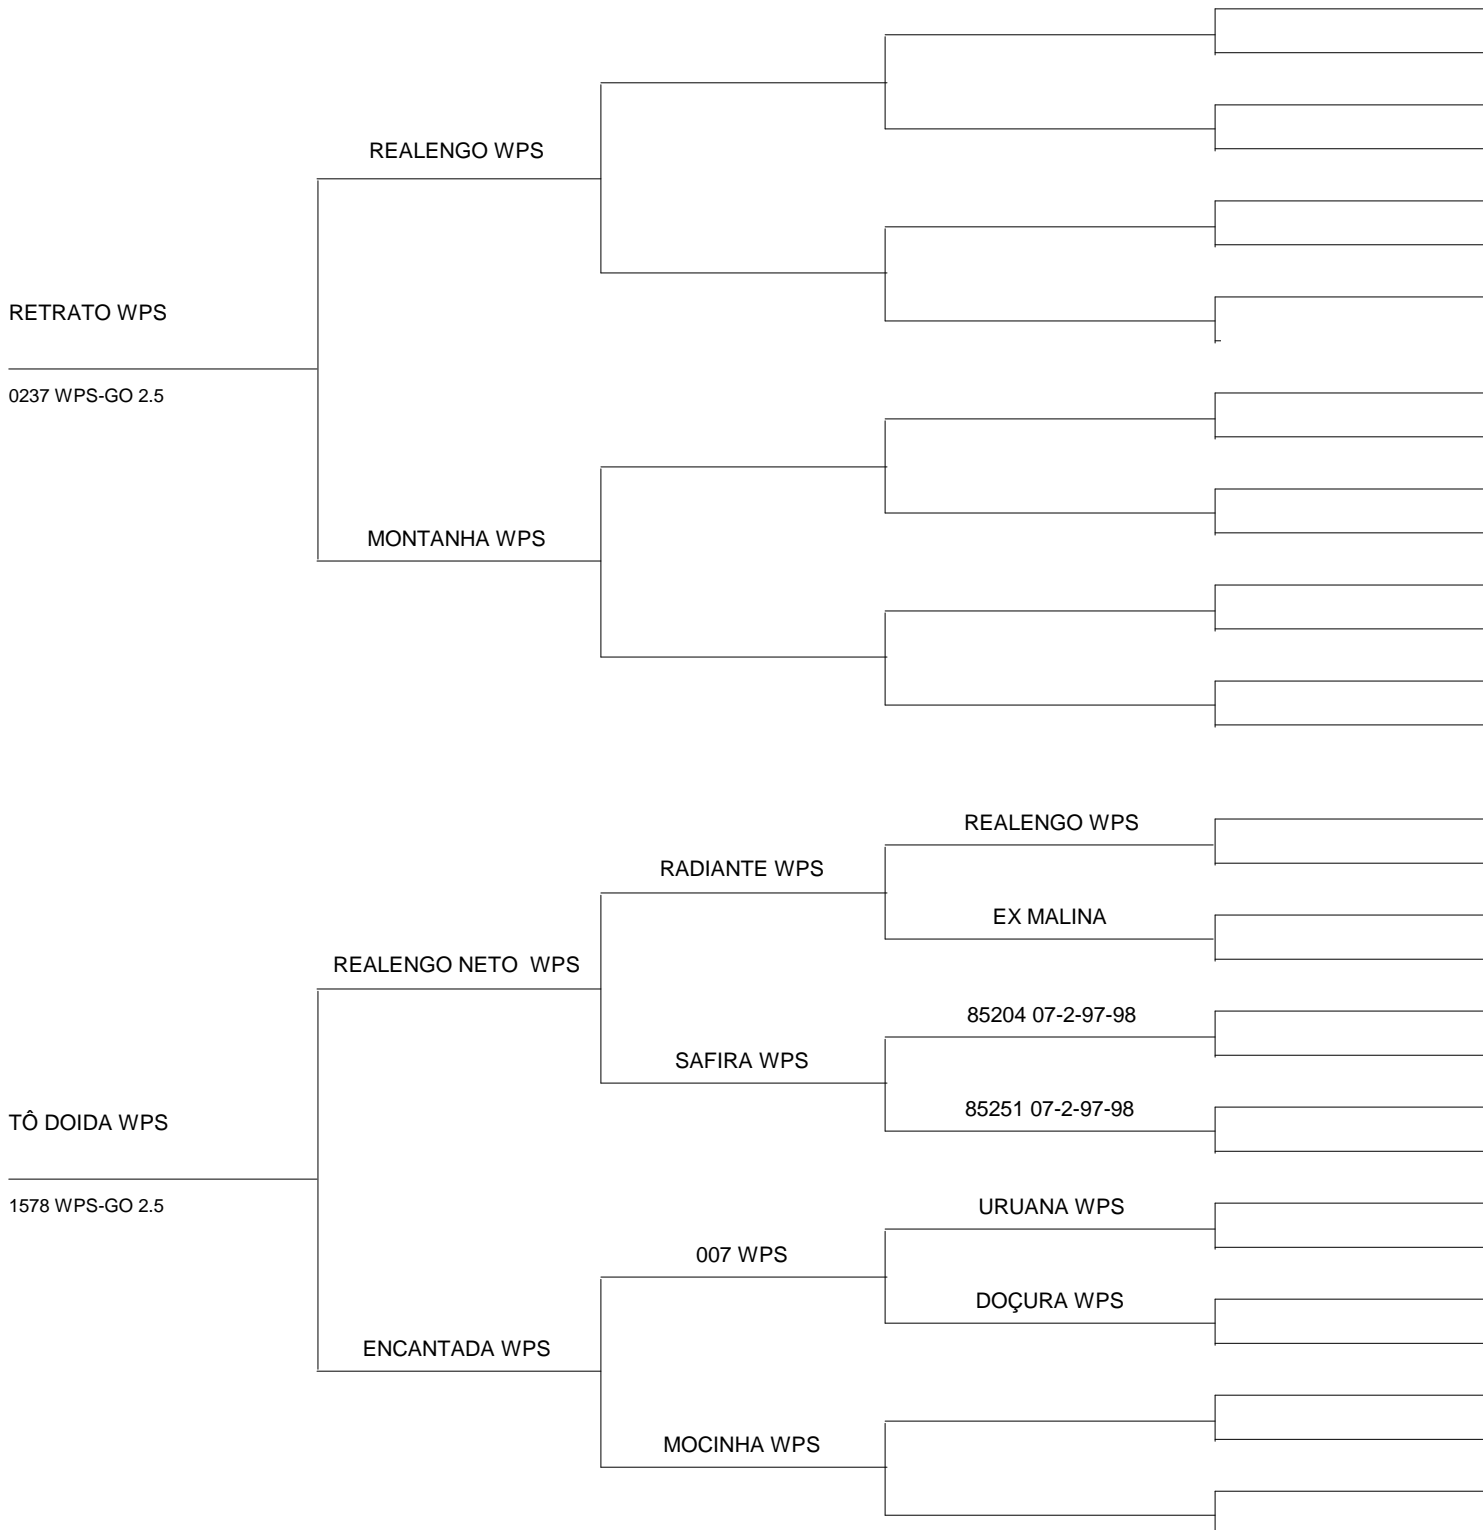 REALENGO WPS
RETRATO WPS
0237 WPS-GO 2.5
MONTANHA WPS
REALENGO WPS
RADIANTE WPS
EX MALINA
REALENGO NETO  WPS
85204 07-2-97-98
SAFIRA WPS
85251 07-2-97-98
TÔ DOIDA WPS
1578 WPS-GO 2.5
URUANA WPS
007 WPS
DOÇURA WPS
ENCANTADA WPS
MOCINHA WPS